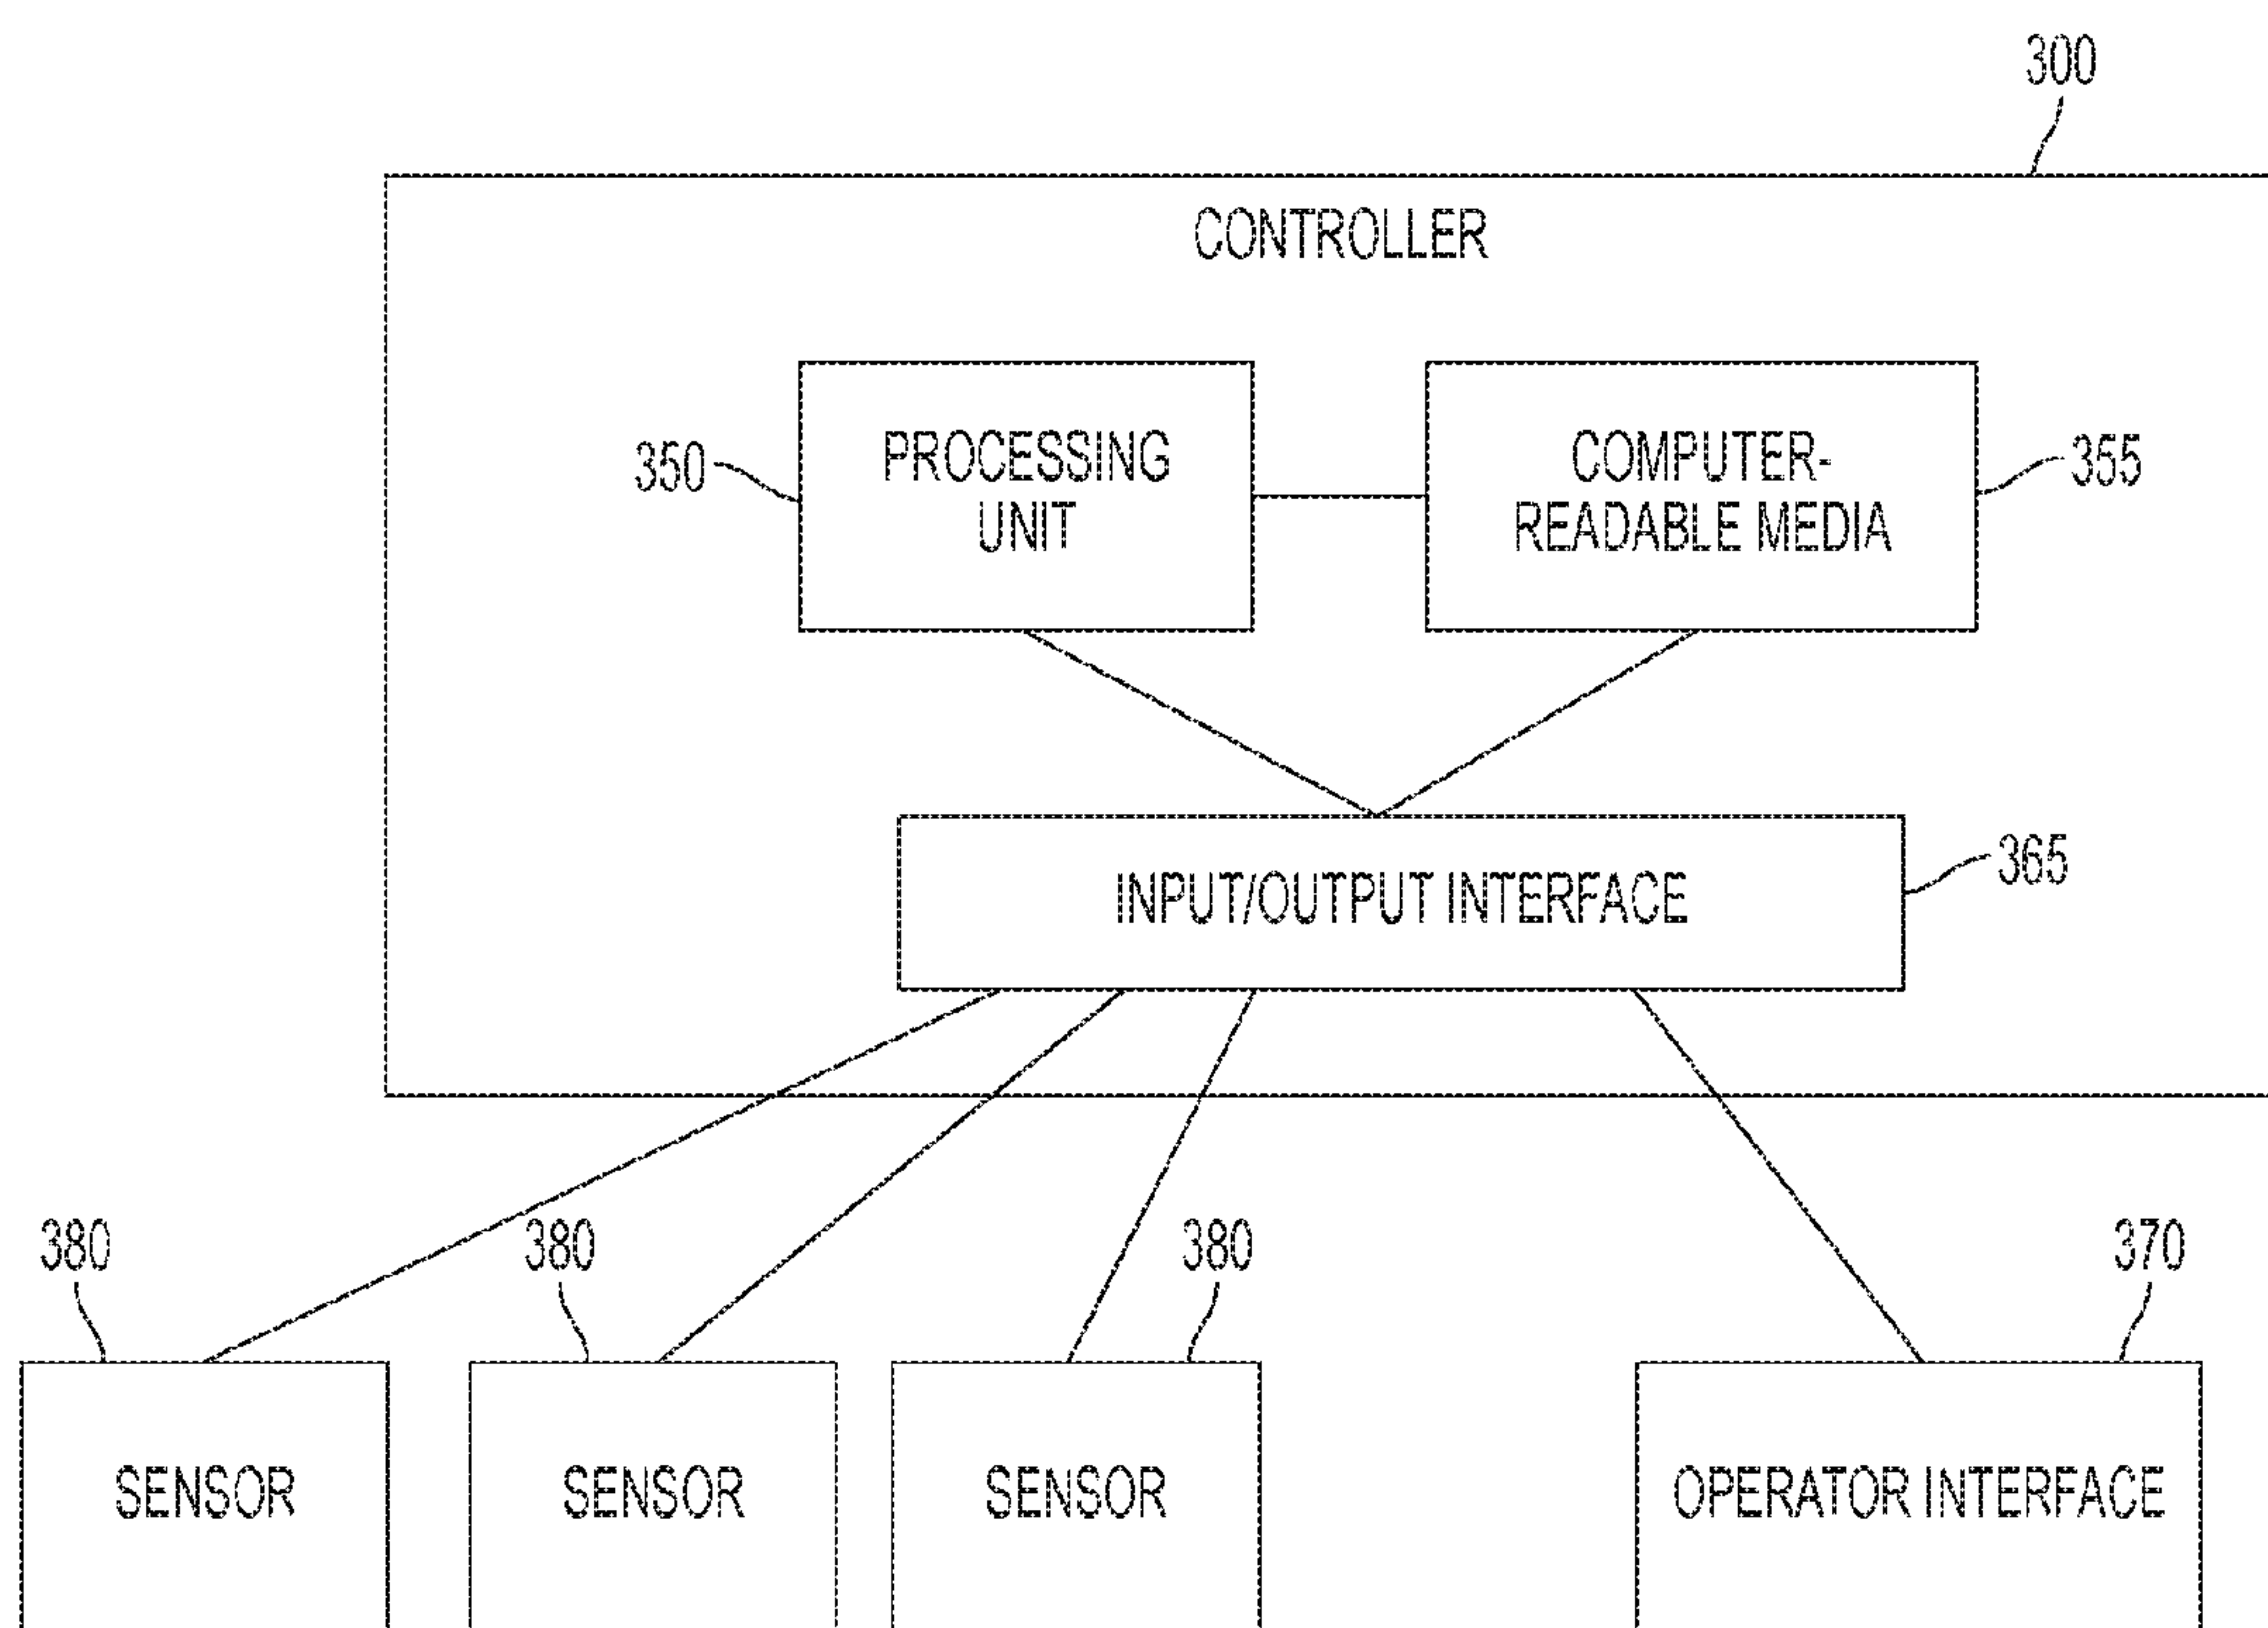 300
CONTROLLER
350
PROCESSING
UNIT
COMPUTER-
READABLE MEDIA
355
INPUT/OUTPUT INTERFACE
365
380
380
380
370
SENSOR
SENSOR
SENSOR
OPERATOR INTERFACE